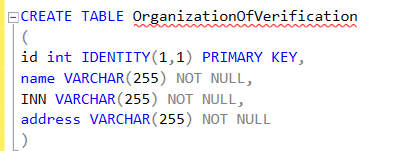 CREATE TABLE OrganizationOfVerification
(
id int IDENTITY(1,1) PRIMARY KEY,
name VARCHAR(255) NOT NULL,
INN VARCHAR(255) NOT NULL,
address VARCHAR(255) NOT NULL
)